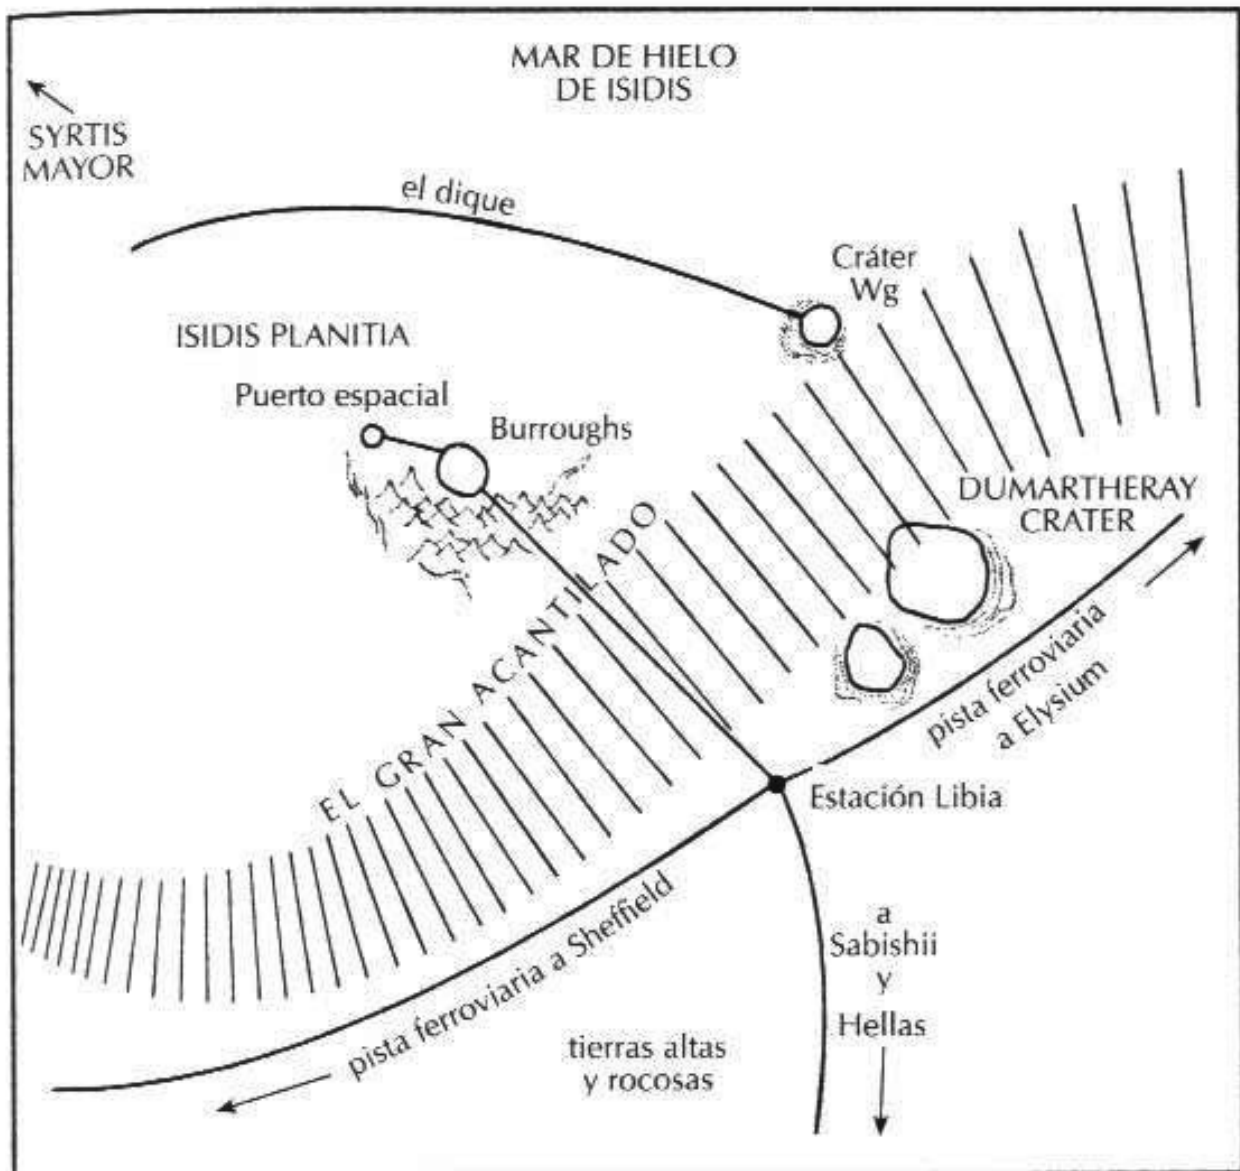 MAR DE HIELO
DE ISIDIS
SYRTIS
MAYOR
el dique
Cráter
Wg
ISIDIS PLANITIA
Puerto espacial
Burroughs
DUMARTHERAY
CRATER
EL GRAN ACANTILADO
pista ferroviaria
a Elysium
Estación Libia
pista ferroviaria a Sheffield
a
Sabishii
y
Hellas
tierras altas
y rocosas